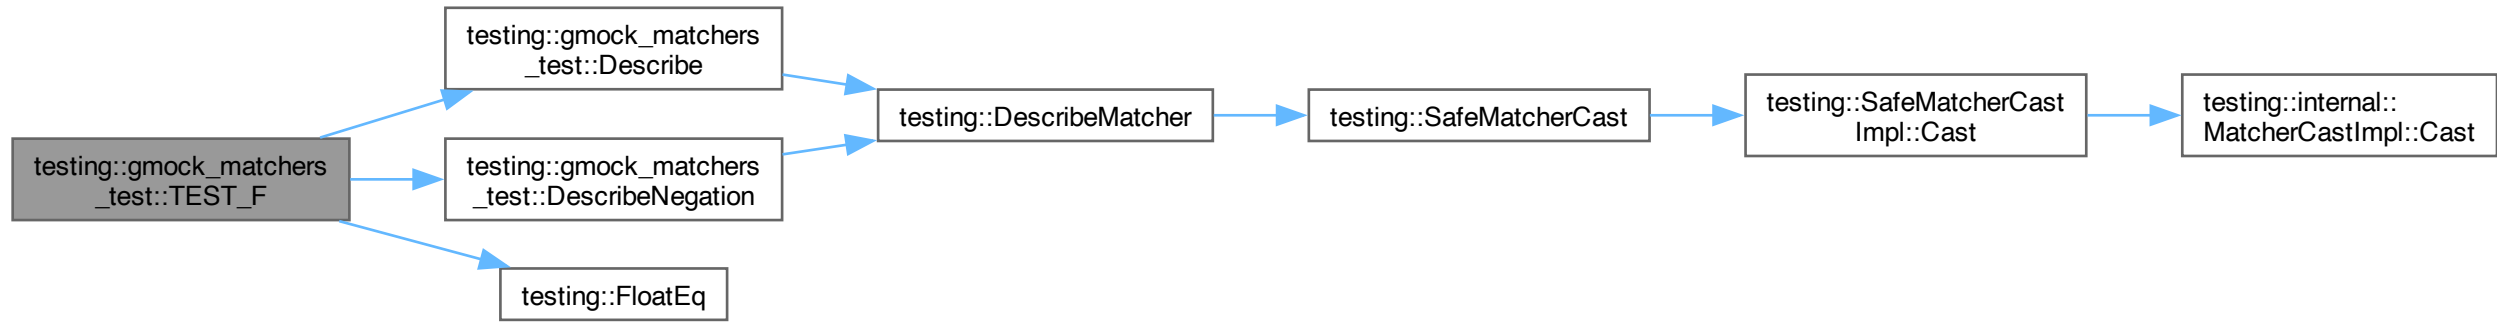 testing::gmock_matchers
_test::TEST_F
testing::gmock_matchers
_test::Describe
testing::gmock_matchers
_test::DescribeNegation
testing::FloatEq
testing::DescribeMatcher
testing::SafeMatcherCast
testing::SafeMatcherCast
Impl::Cast
testing::internal::
MatcherCastImpl::Cast